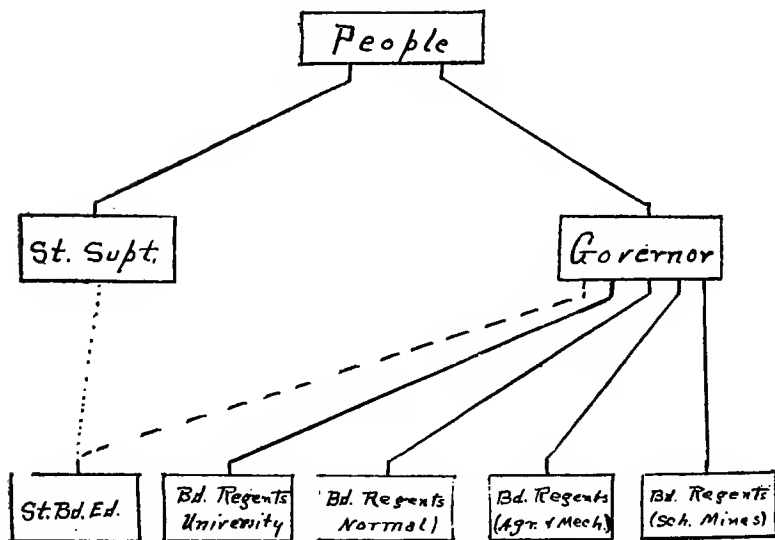 People
St. Supt.
Governor
St. Bd. Ed.
Bd. Regents
University
Bd. Regents
Normal)
Bd. Regents
(Agr. & Mech.)
Bd. Regents
(Sch. Mines)